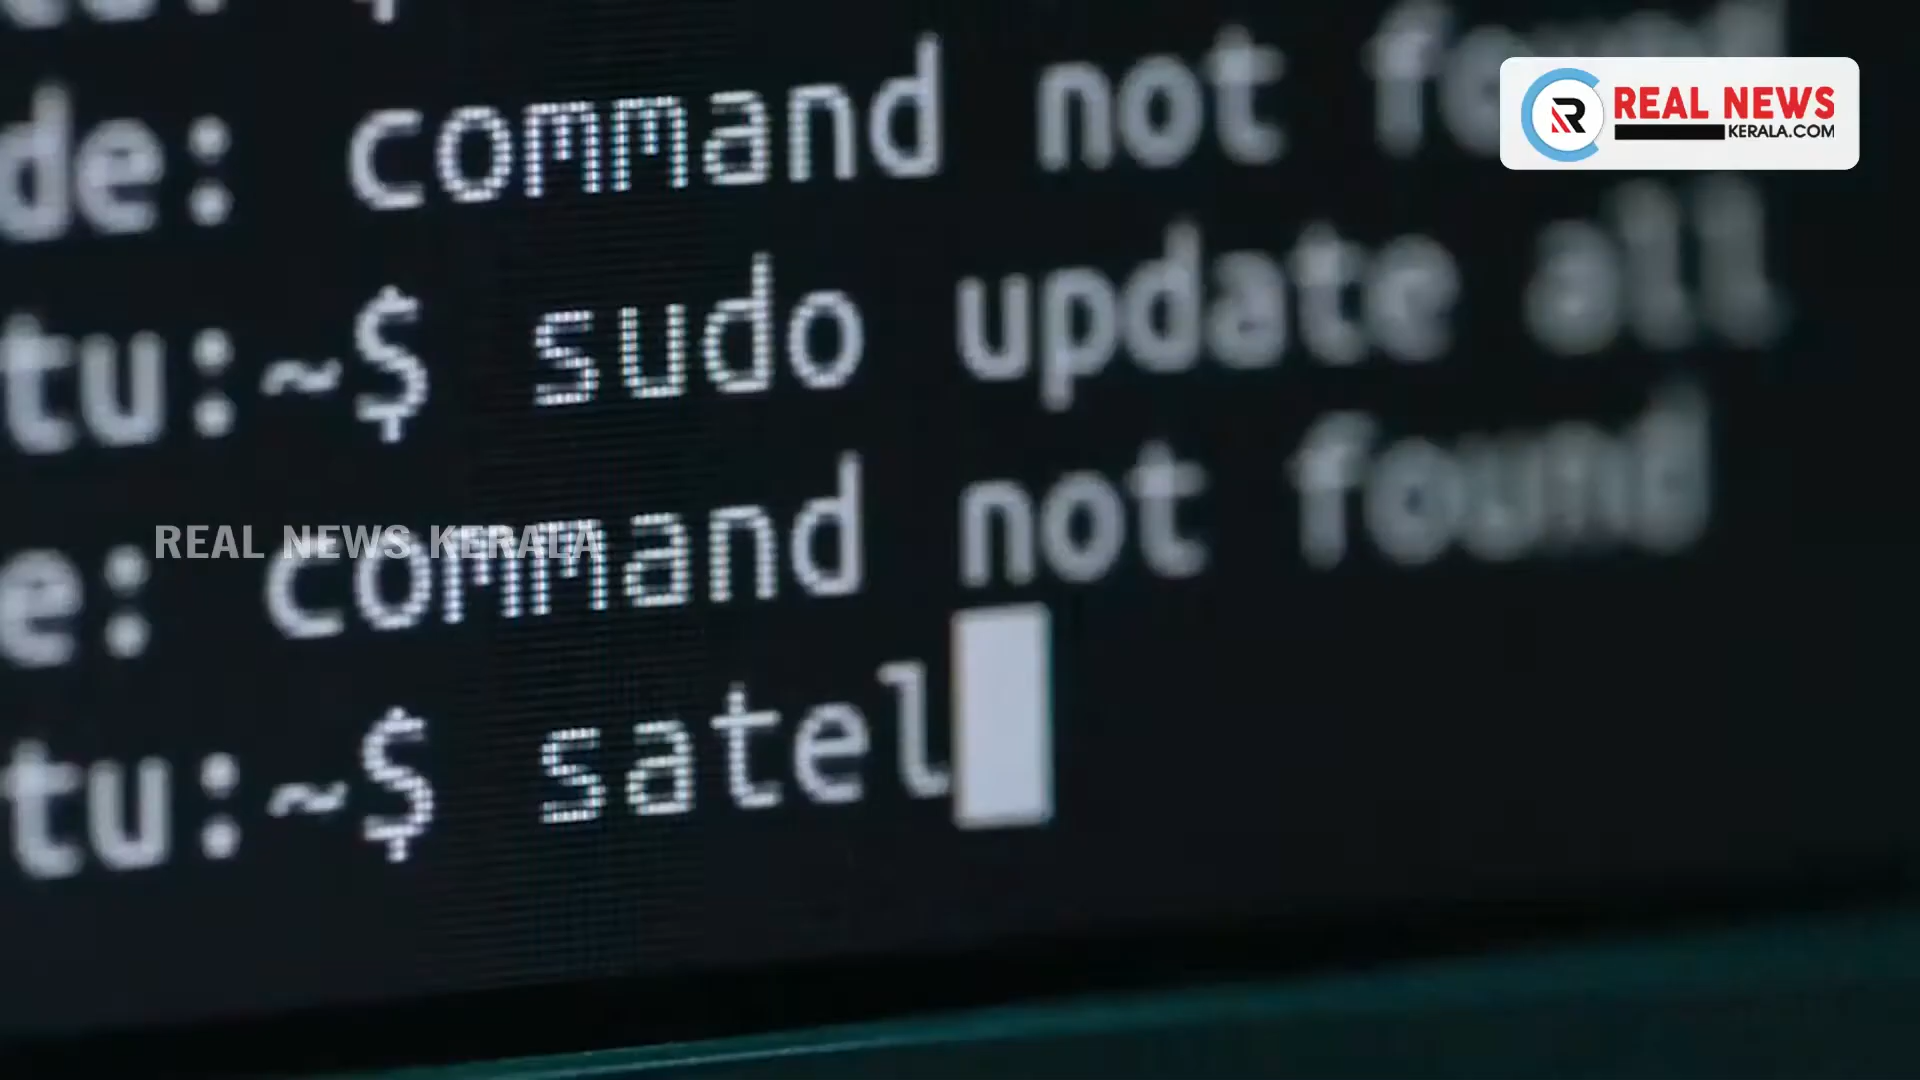 de: command not found
REAL NEWS
KERALA.COM
tu:~$ sudo update all
REAL NEWS KERALA
e: command not found
tu:~$ satel